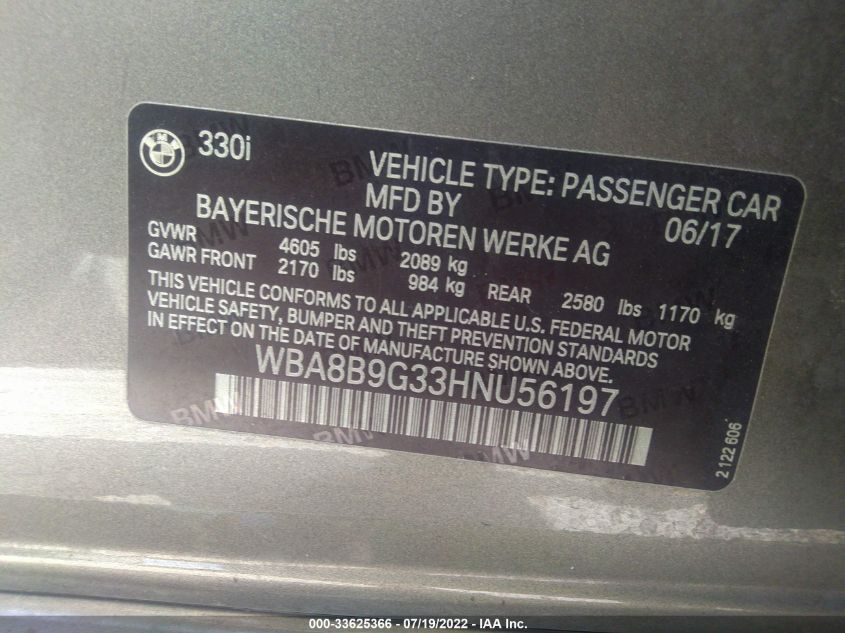 330i
VEHICLE TYPE: PASSENGER CAR
MFD BY 06/17
BAYERISCHE MOTOREN WERKE AG
GVWR 4605 lbs 2089 kg
GAWR FRONT 2170 lbs 984 kg REAR 2580 lbs 1170 kg
THIS VEHICLE CONFORMS TO ALL APPLICABLE U.S. FEDERAL MOTOR
VEHICLE SAFETY, BUMPER AND THEFT PREVENTION STANDARDS
IN EFFECT ON THE DATE OF MANUFACTURE SHOWN ABOVE.
WBA8B9G33HNU56197
2 122 606
000-33625366 - 07/19/2022 - IAA Inc.